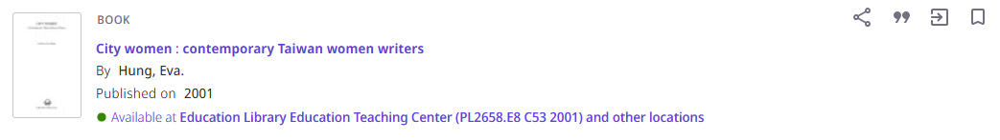 BOOK
City women : contemporary Taiwan women writers
By Hung, Eva.
Published on 2001
Available at Education Library Education Teaching Center (PL2658.E8 C53 2001) and other locations